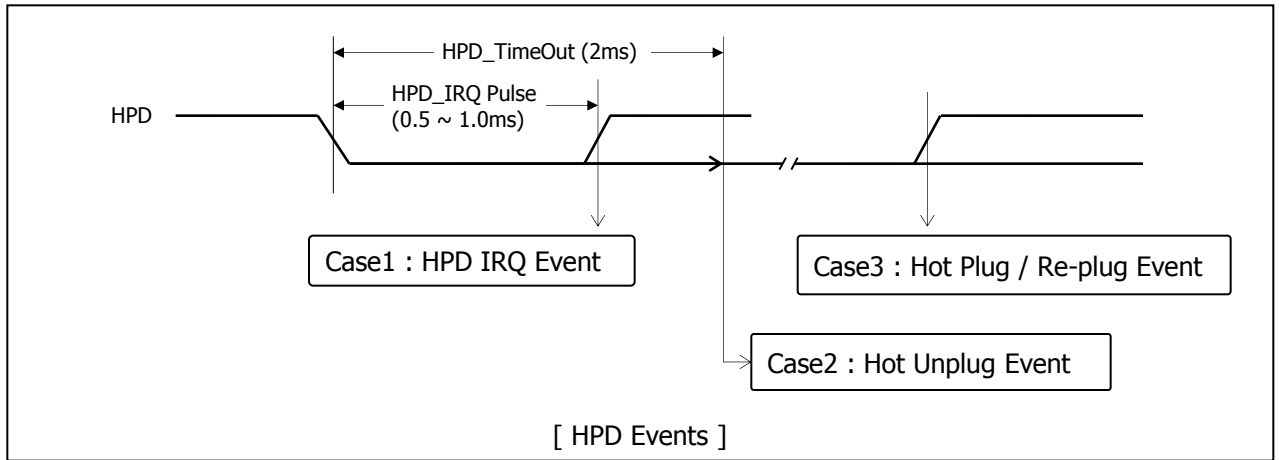 HPD_TimeOut (2ms)
HPD_IRQ Pulse
(0.5 ~ 1.0ms)
HPD
Case1 : HPD IRQ Event
Case3 : Hot Plug / Re-plug Event
Case2 : Hot Unplug Event
[ HPD Events ]